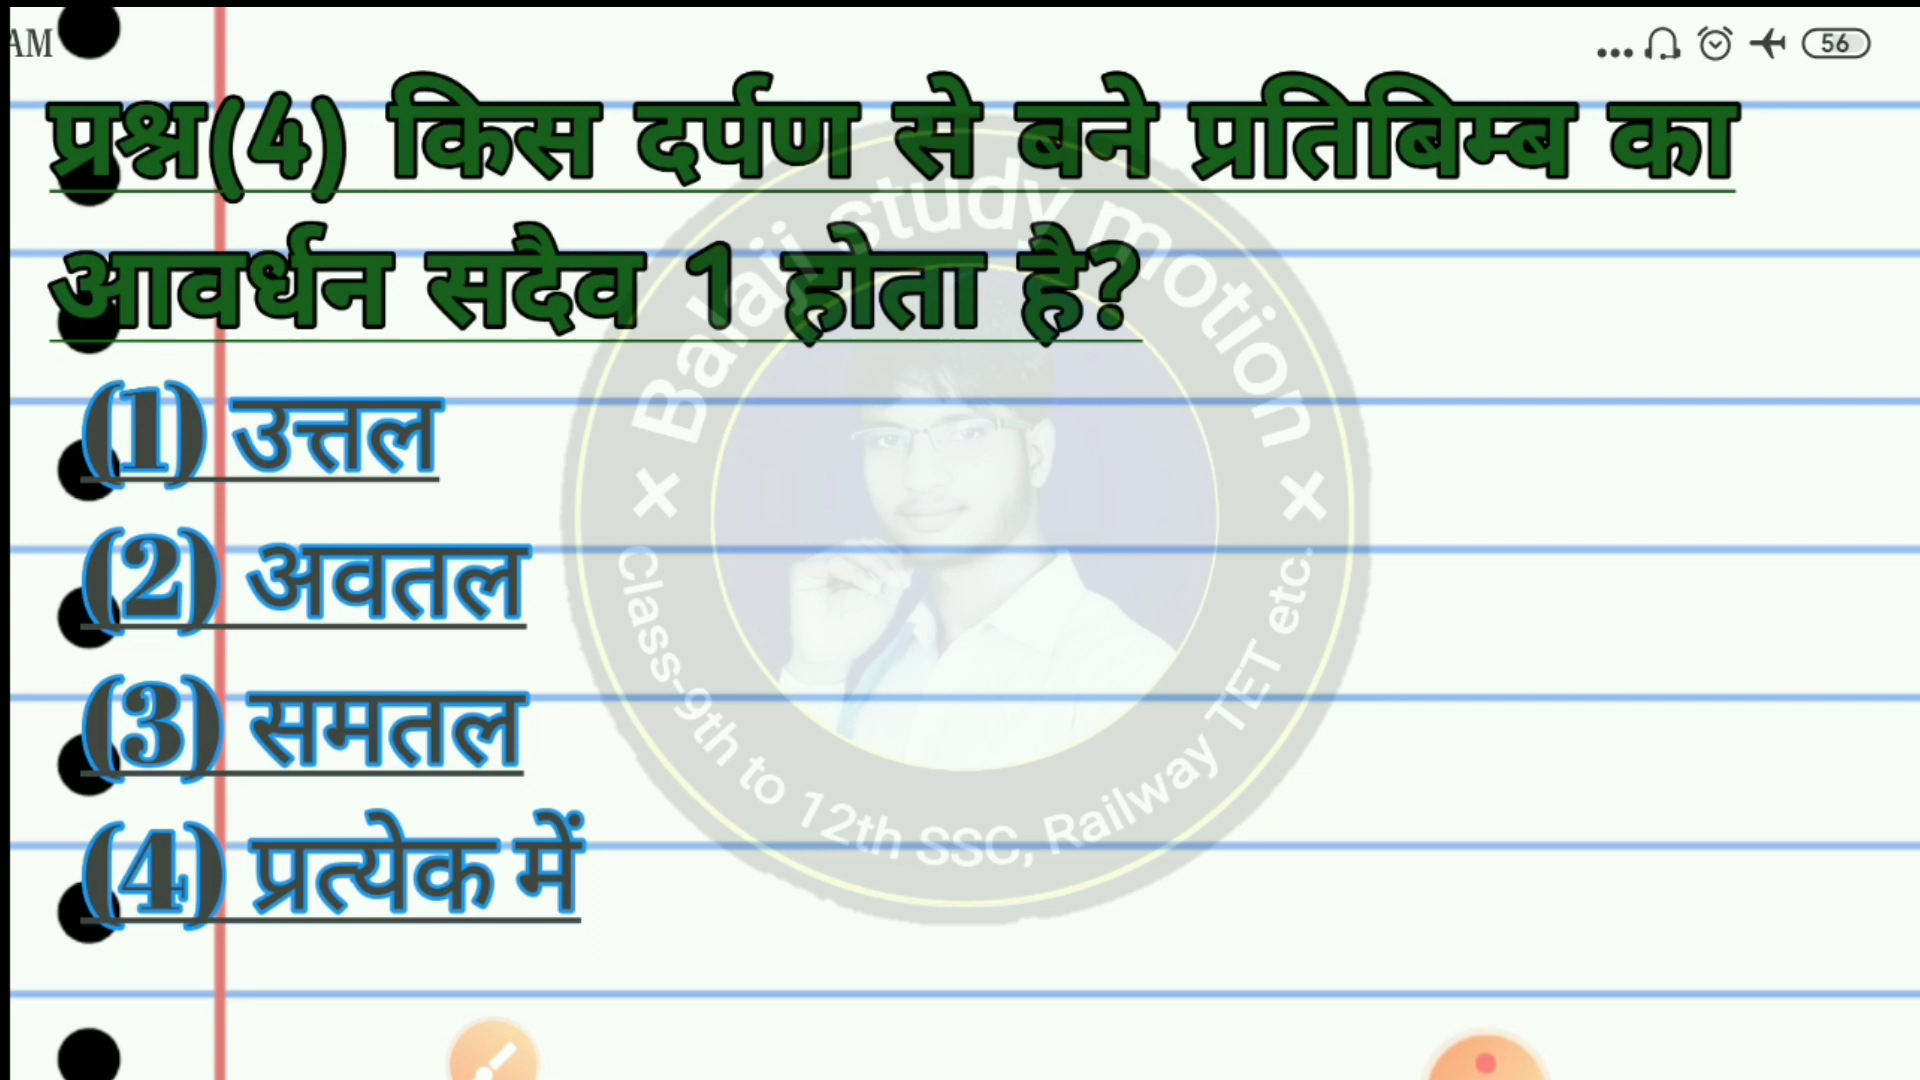 AM
56
प्रश्न(4) किस दर्पण से बने प्रतिबिम्ब का
आवर्धन सदैव 1 होता है?
(1) उत्तल
(2) अवतल
(3) समतल
(4) प्रत्येक में
Balaji study motion
Class-9th to 12th SSC, Railway TET etc.